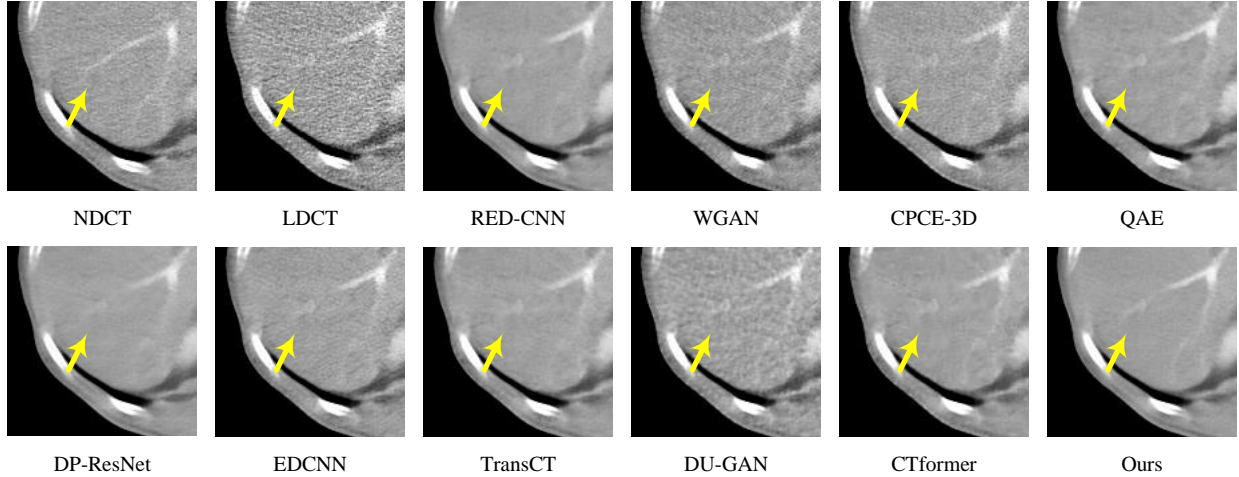 NDCT LDCT RED-CNN WGAN CPCE-3D QAE
DP-ResNet EDCNN TransCT DU-GAN CTformer Ours